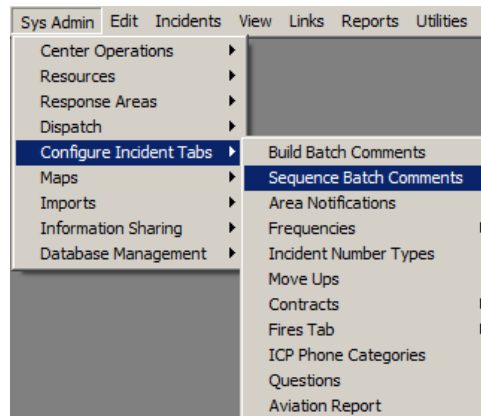 Sys Admin Edit Incidents View Links Reports Utilities
Center Operations
Resources
Response Areas
Dispatch
Configure Incident Tabs
Maps
Imports
Information Sharing
Database Management
Build Batch Comments
Sequence Batch Comments
Area Notifications
Frequencies
Incident Number Types
Move Ups
Contracts
Fires Tab
ICP Phone Categories
Questions
Aviation Report